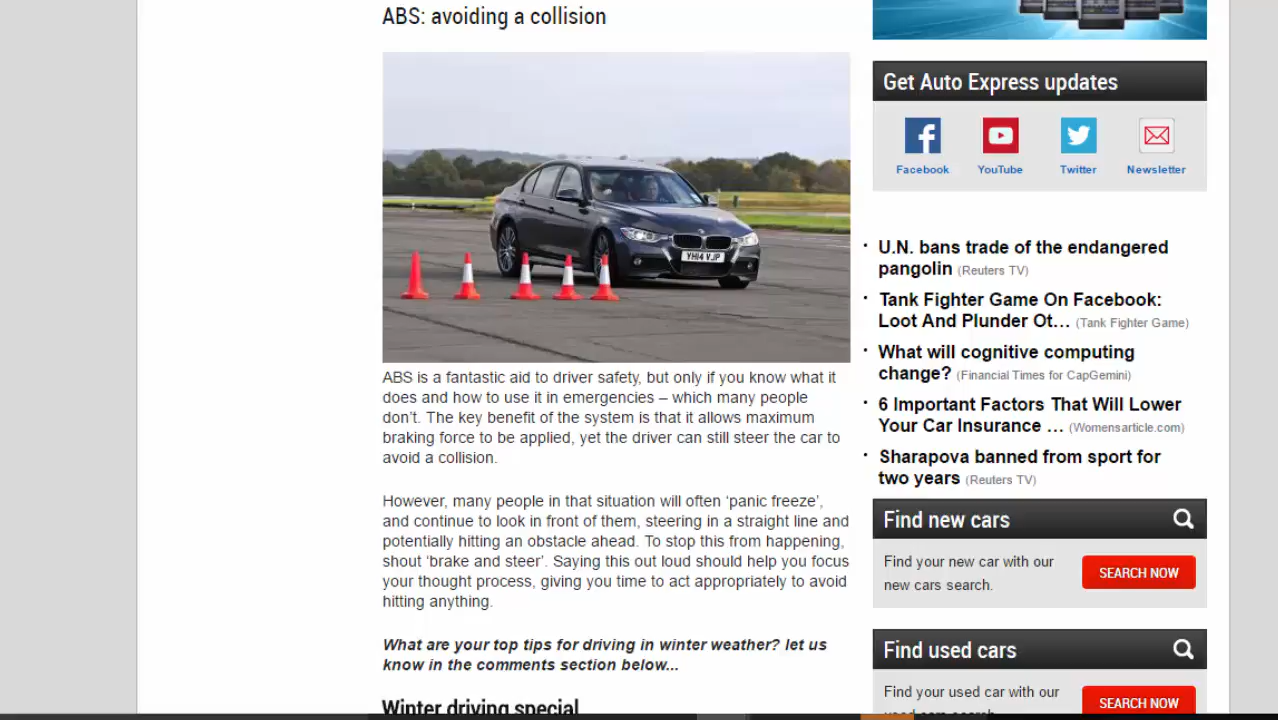 ABS: avoiding a collision
YH14 VJP
ABS is a fantastic aid to driver safety, but only if you know what it
does and how to use it in emergencies – which many people
don’t. The key benefit of the system is that it allows maximum
braking force to be applied, yet the driver can still steer the car to
avoid a collision.
However, many people in that situation will often ‘panic freeze’,
and continue to look in front of them, steering in a straight line and
potentially hitting an obstacle ahead. To stop this from happening,
shout ‘brake and steer’. Saying this out loud should help you focus
your thought process, giving you time to act appropriately to avoid
hitting anything.
What are your top tips for driving in winter weather? let us
know in the comments section below...
Winter driving special
Get Auto Express updates
Facebook YouTube Twitter Newsletter
· U.N. bans trade of the endangered
pangolin (Reuters TV)
· Tank Fighter Game On Facebook:
Loot And Plunder Ot… (Tank Fighter Game)
· What will cognitive computing
change? (Financial Times for CapGemini)
· 6 Important Factors That Will Lower
Your Car Insurance … (Womensarticle.com)
· Sharapova banned from sport for
two years (Reuters TV)
Find new cars
Find your new car with our
new cars search.
SEARCH NOW
Find used cars
Find your used car with our
used cars search.
SEARCH NOW